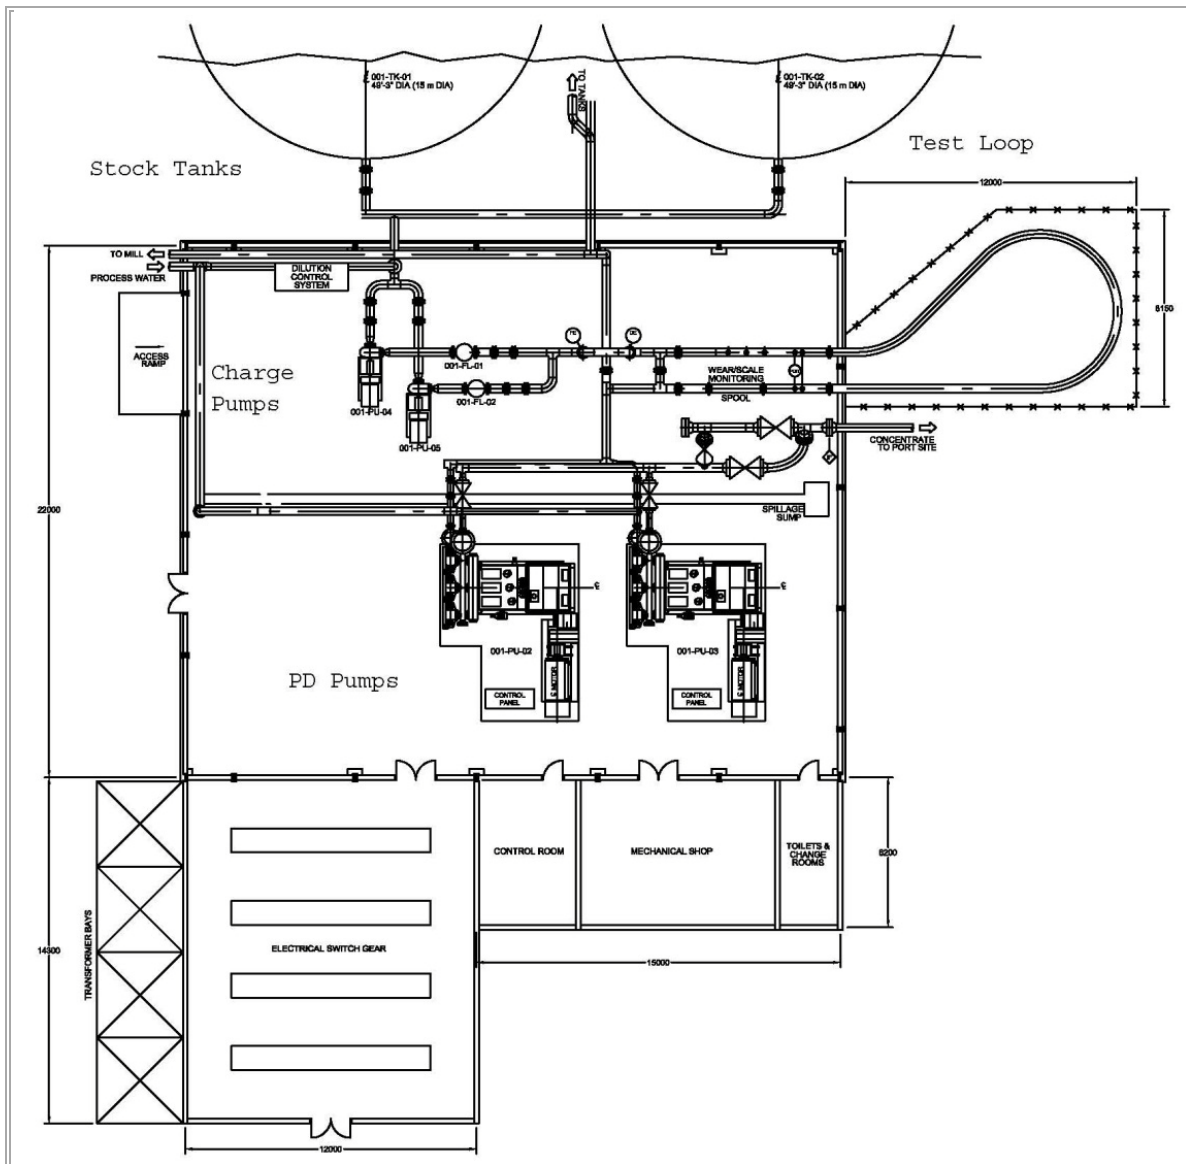 001-TK-01
49'-3" DIA (15 m DIA)
TO TANKS
001-TK-02
49'-3" DIA (15 m DIA)
Stock Tanks
Test Loop
12000
TO MILL
PROCESS WATER
DILUTION
CONTROL
SYSTEM
ACCESS
RAMP
Charge
Pumps
001-FL-01
001-FL-02
001-PU-04
001-PU-05
WEAR/SCALE
MONITORING
SPOOL
CONCENTRATE
TO PORT SITE
SPILLAGE
SUMP
22000
001-PU-02
001-PU-03
PD Pumps
CONTROL
PANEL
MOTOR
CONTROL
PANEL
MOTOR
CONTROL ROOM
MECHANICAL SHOP
TOILETS &
CHANGE
ROOMS
TRANSFORMER BAYS
ELECTRICAL SWITCH GEAR
15000
12000